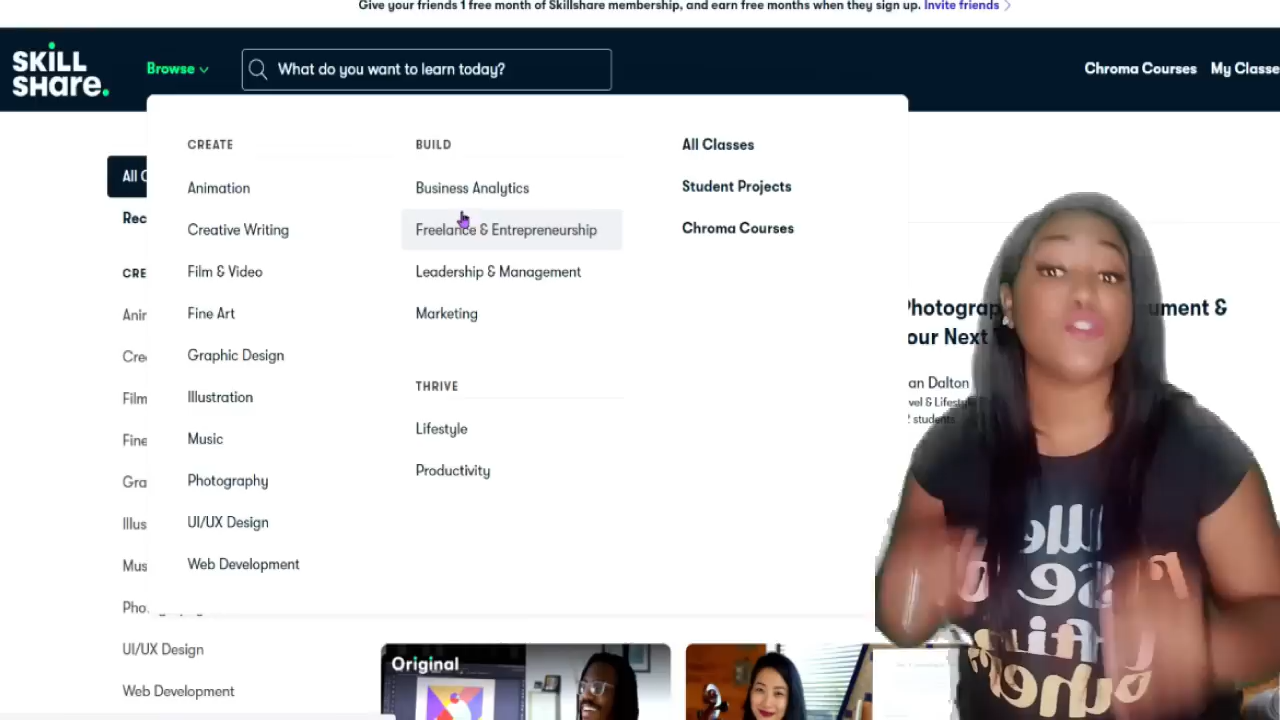 Give your friends 1 free month of Skillshare membership, and earn free months when they sign up. Invite friends
SKILL
SHARE.
Browse
What do you want to learn today?
Chroma Courses
My Classe
CREATE
Animation
Creative Writing
Film & Video
Fine Art
Graphic Design
Illustration
Music
Photography
UI/UX Design
Web Development
BUILD
Business Analytics
Freelance & Entrepreneurship
Leadership & Management
Marketing
THRIVE
Lifestyle
Productivity
All Classes
Student Projects
Chroma Courses
All C
Rec
CRE
Anir
Cre
Film
Fine
Gra
Illus
Mus
Pho
UI/UX Design
Web Development
Photograp ument &
our Next
an Dalton
vel & Lifesty
students
Original